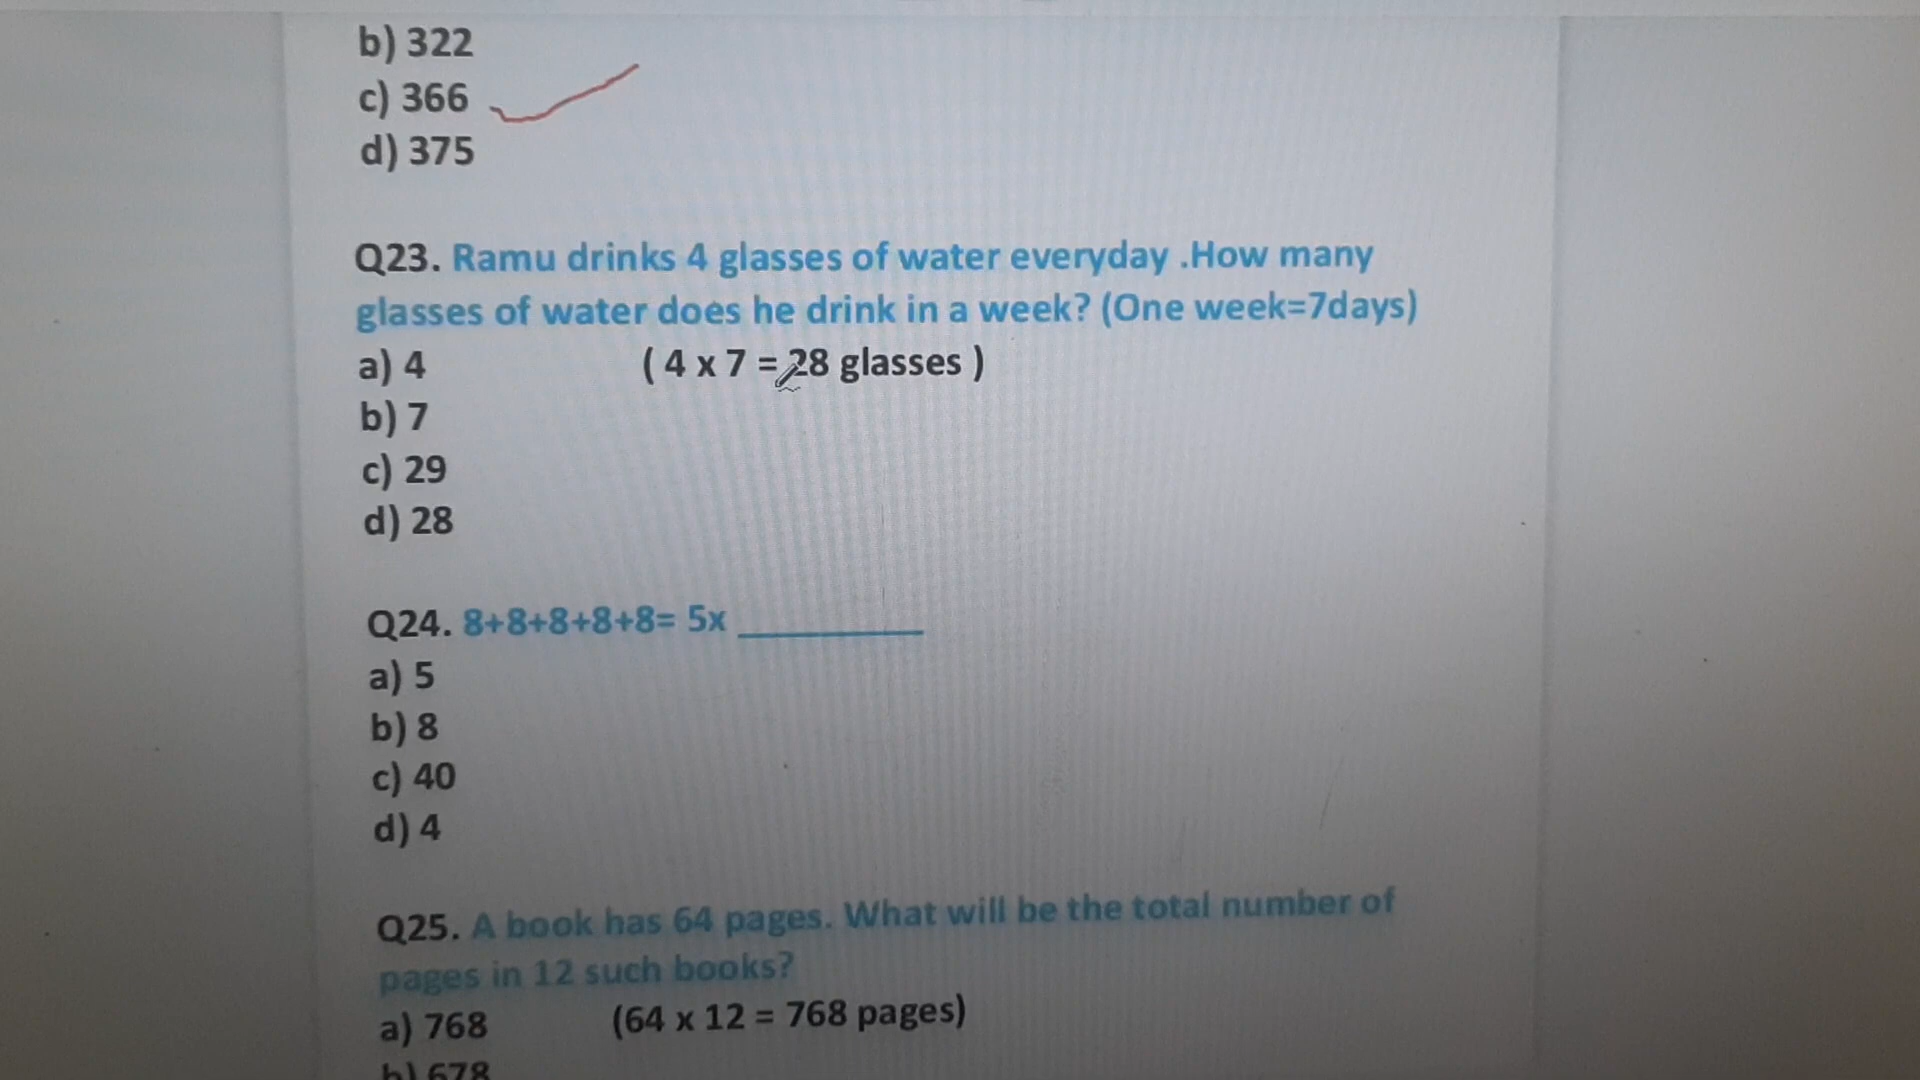 b) 322
c) 366
d) 375
Q23. Ramu drinks 4 glasses of water everyday .How many
glasses of water does he drink in a week? (One week=7days)
a) 4 ( 4 x 7 = 28 glasses )
b) 7
c) 29
d) 28
Q24. 8+8+8+8+8= 5x __________
a) 5
b) 8
c) 40
d) 4
Q25. A book has 64 pages. What will be the total number of
pages in 12 such books?
a) 768 (64 x 12 = 768 pages)
b) 678